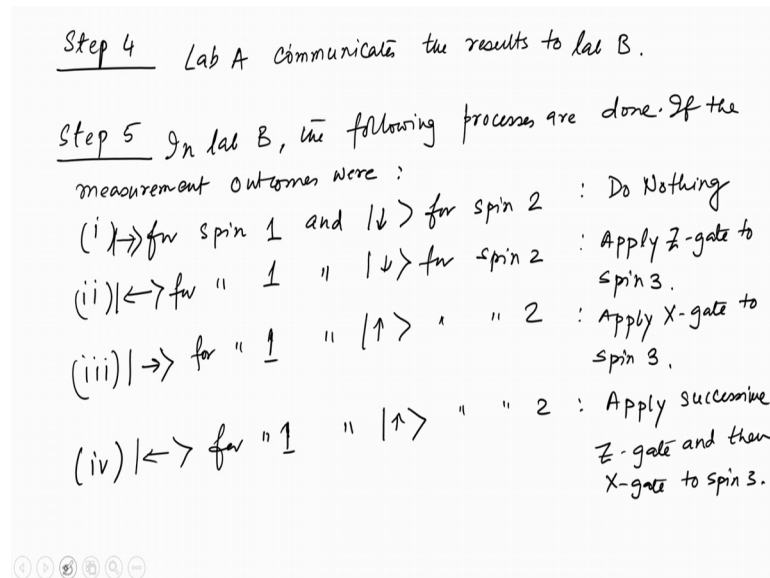 Step 4 Lab A communicates the results to lab B.
Step 5 In lab B, the following processes are done. If the
measurement outcomes were :
(i) |→> for spin 1 and |↓> for spin 2 : Do Nothing
(ii) |←> for " 1 " |↓> for spin 2 : Apply Z-gate to
spin 3.
(iii) |→> for " 1 " |↑> " " 2 : Apply X-gate to
spin 3.
(iv) |←> for " 1 " |↑> " " 2 : Apply successive
Z-gate and then
X-gate to spin 3.